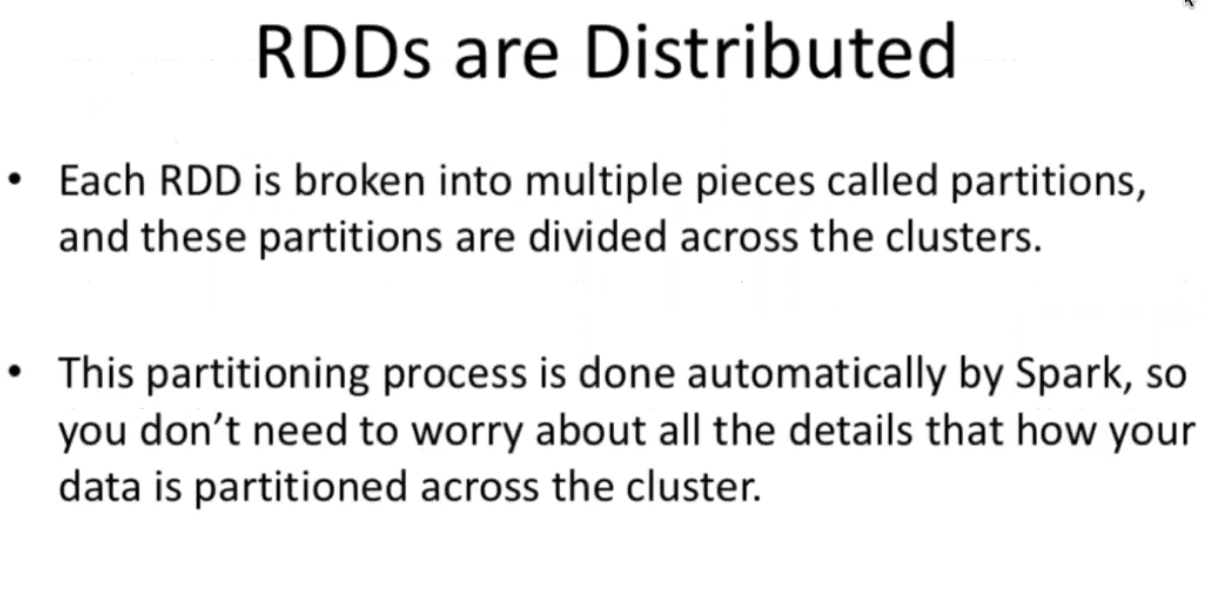 RDDs are Distributed
• Each RDD is broken into multiple pieces called partitions,
and these partitions are divided across the clusters.
• This partitioning process is done automatically by Spark, so
you don’t need to worry about all the details that how your
data is partitioned across the cluster.